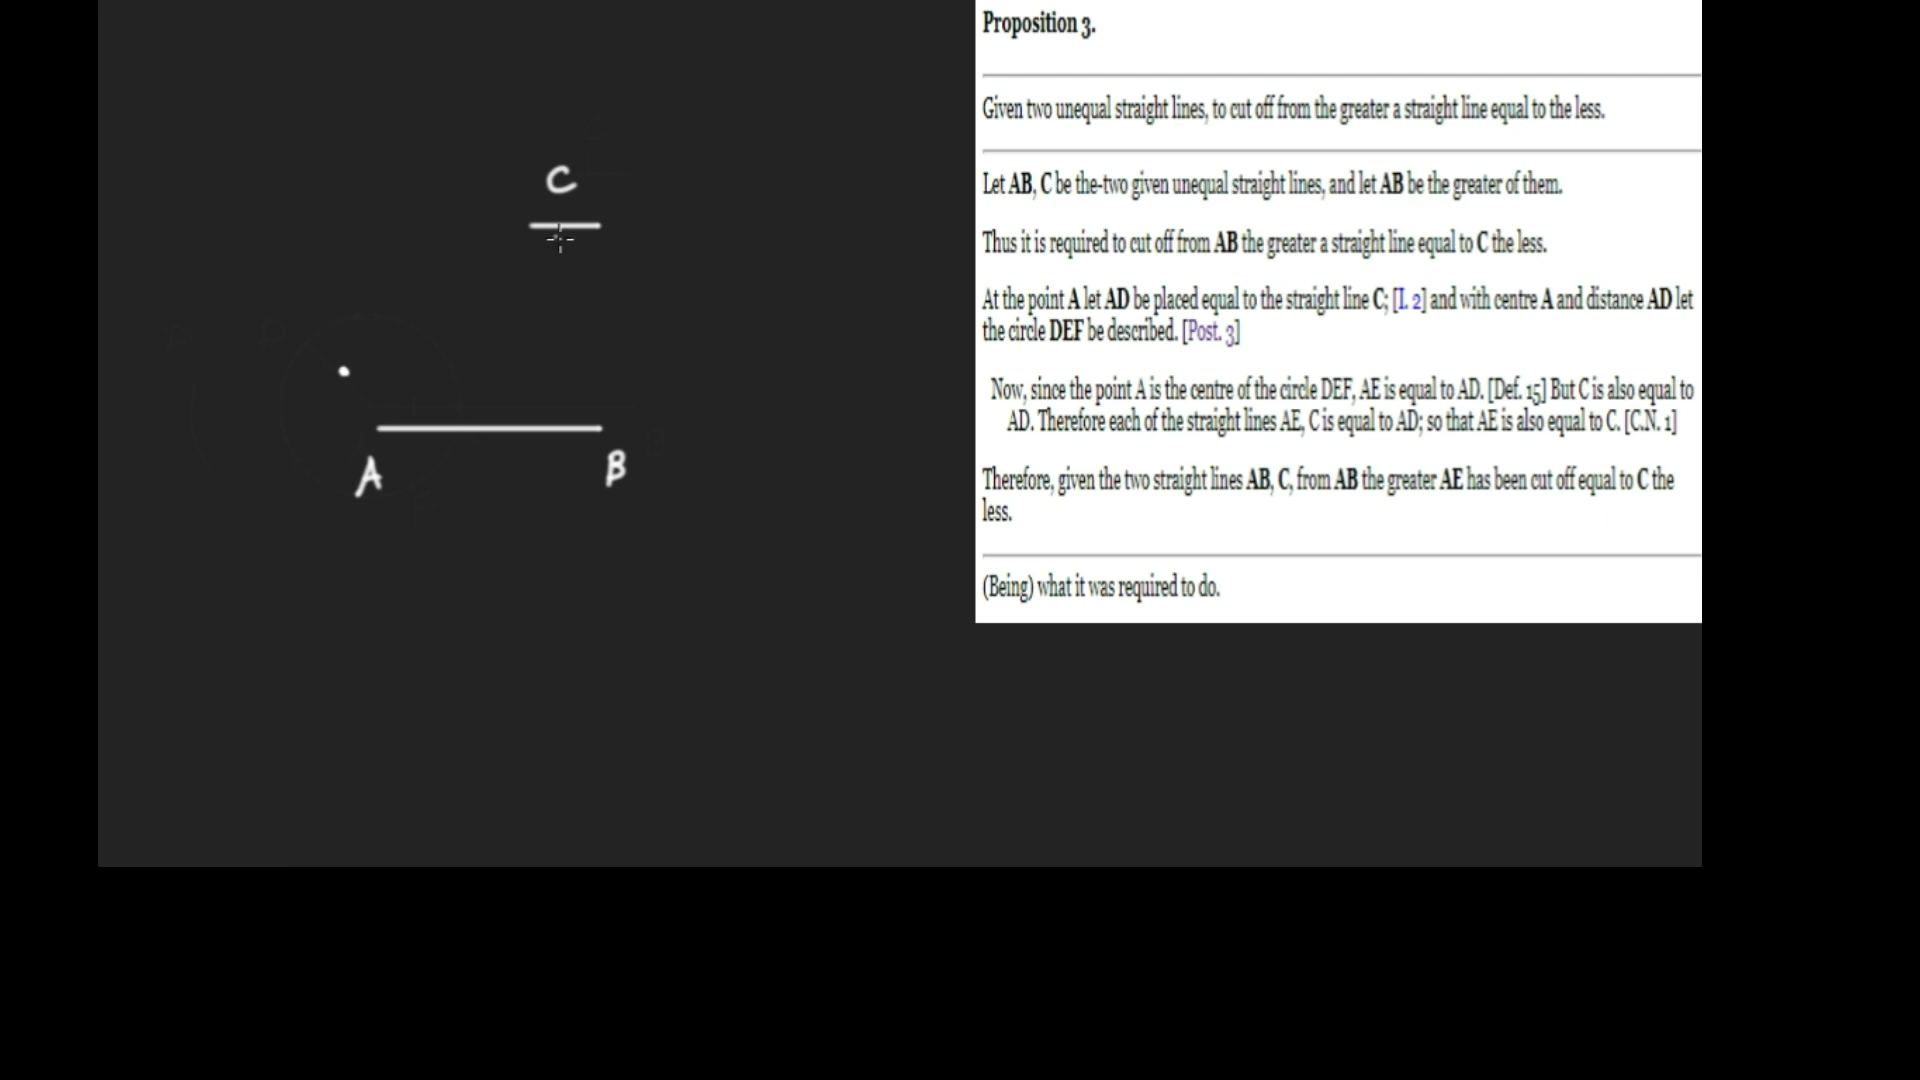 C
A
B
Proposition 3.
Given two unequal straight lines, to cut off from the greater a straight line equal to the less.
Let AB, C be the-two given unequal straight lines, and let AB be the greater of them.
Thus it is required to cut off from AB the greater a straight line equal to C the less.
At the point A let AD be placed equal to the straight line C; [I. 2] and with centre A and distance AD let
the circle DEF be described. [Post. 3]
Now, since the point A is the centre of the circle DEF, AE is equal to AD. [Def. 15] But C is also equal to
AD. Therefore each of the straight lines AE, C is equal to AD; so that AE is also equal to C. [C.N. 1]
Therefore, given the two straight lines AB, C, from AB the greater AE has been cut off equal to C the
less.
(Being) what it was required to do.